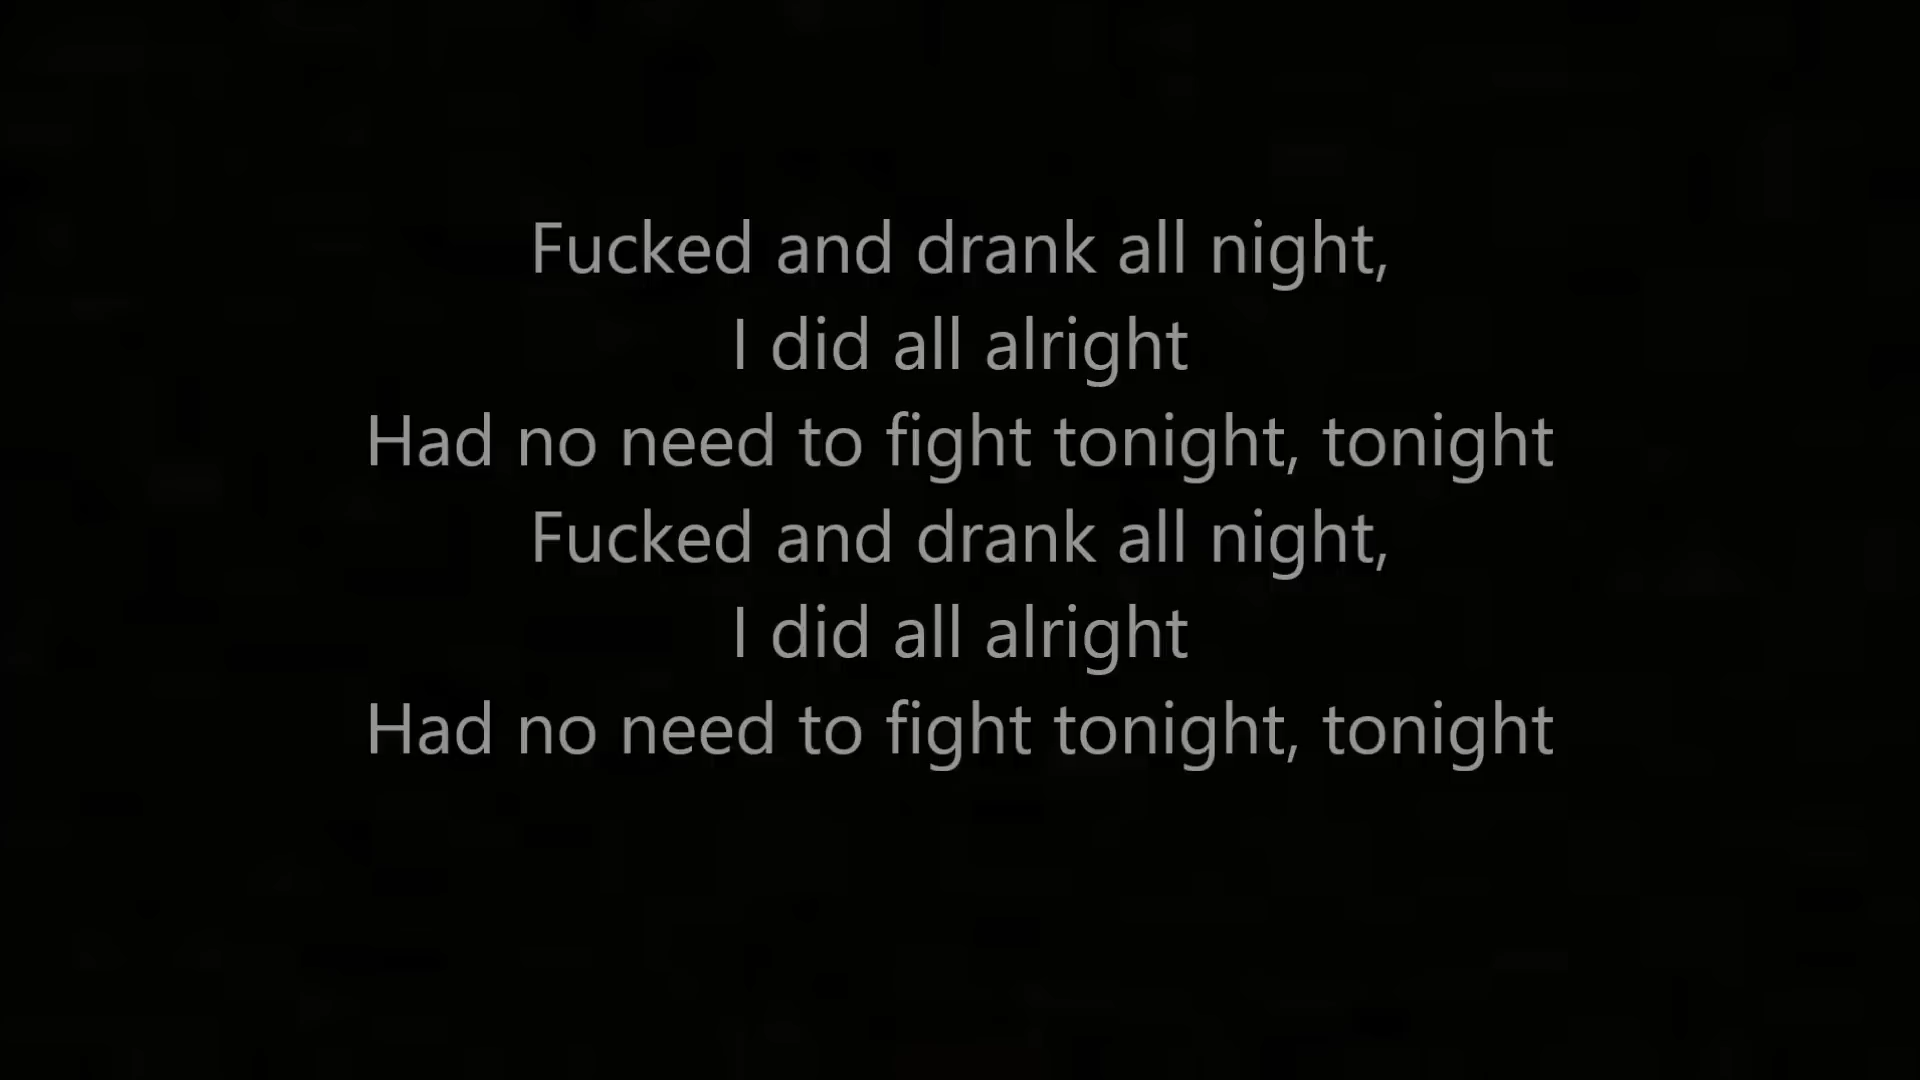 Fucked and drank all night,
I did all alright
Had no need to fight tonight, tonight
Fucked and drank all night,
I did all alright
Had no need to fight tonight, tonight